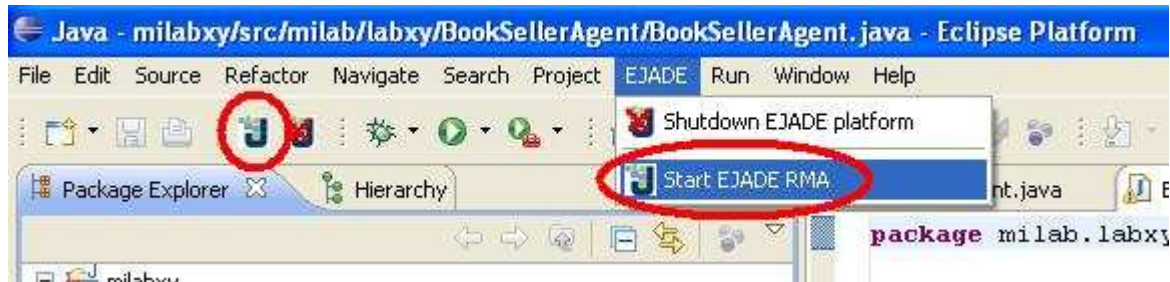 Java - milabxy/src/milab/labxy/BookSellerAgent/BookSellerAgent.java - Eclipse Platform
File Edit Source Refactor Navigate Search Project EJADE Run Window Help
Shutdown EJADE platform
Start EJADE RMA
Package Explorer Hierarchy nt.java
package milab.labxy
milabxy